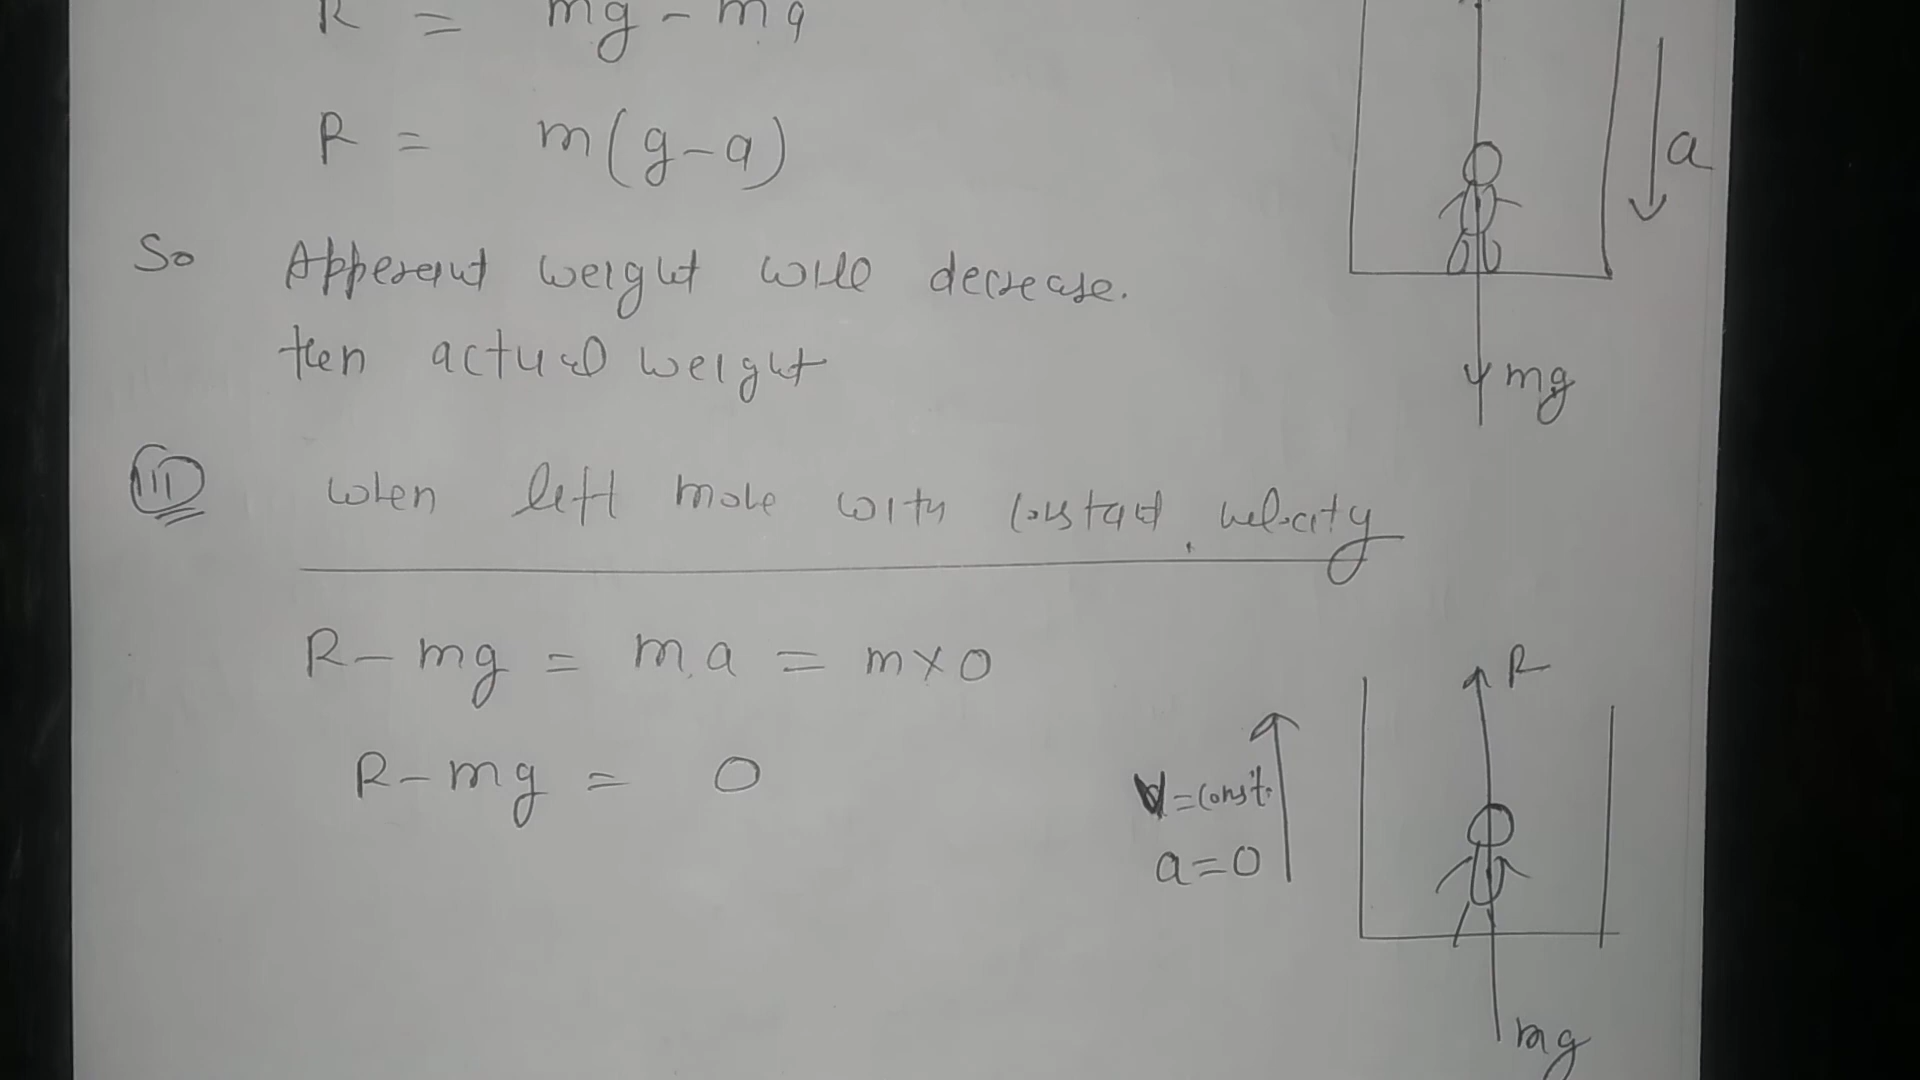 R = mg - ma
R = m(g-a)
a
So Apperent weight will decrease.
then actual weight
mg
(III) when lift move with constant velocity
R - mg = m.a = m×0
R
R - mg = 0
V = const.
a = 0
mg